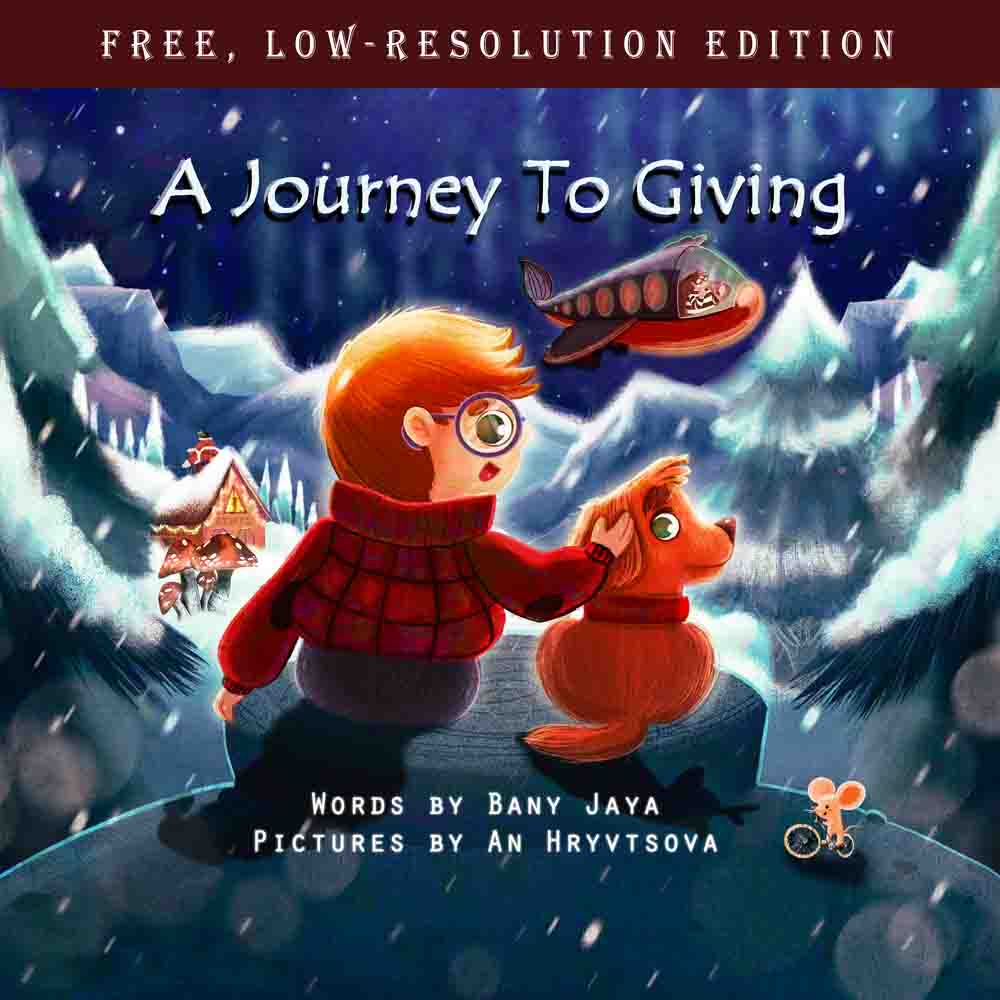 FREE, LOW-RESOLUTION EDITION
A Journey To Giving
WORDS BY BANY JAYA
PICTURES BY AN HRYVTSOVA